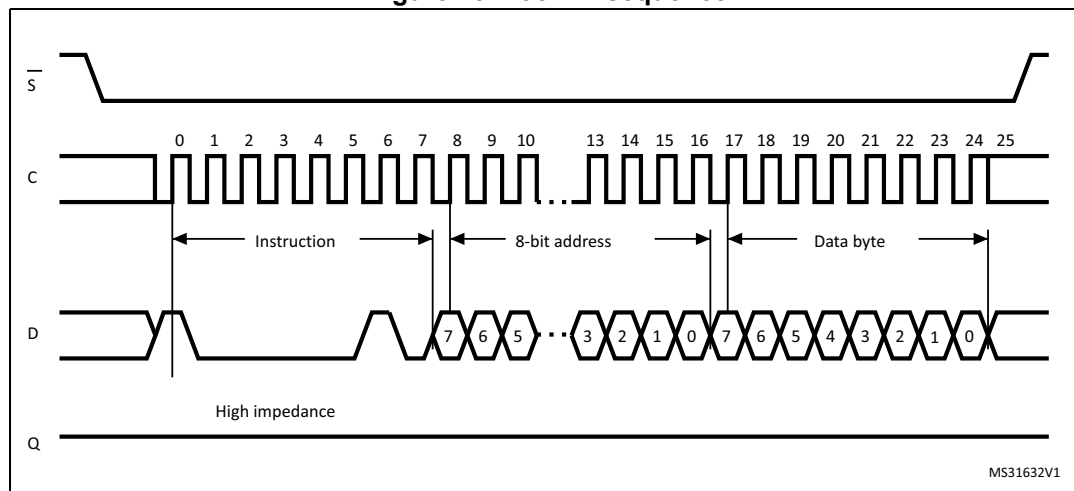 S
0 1 2 3 4 5 6 7 8 9 10 13 14 15 16 17 18 19 20 21 22 23 24 25
C
Instruction 8-bit address Data byte
D
7 6 5 3 2 1 0 7 6 5 4 3 2 1 0
High impedance
Q
MS31632V1